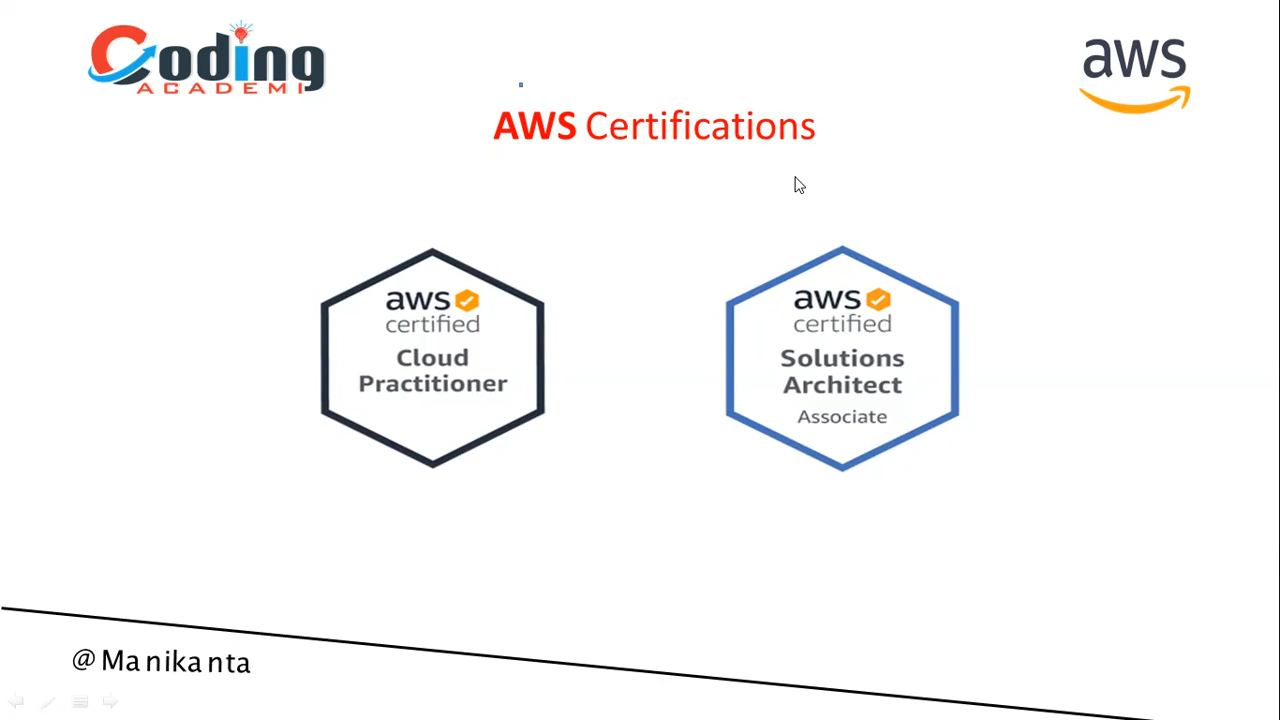 Coding
ACADEMI
aws
AWS Certifications
aws
certified
Cloud
Practitioner
aws
certified
Solutions
Architect
Associate
@Manikanta